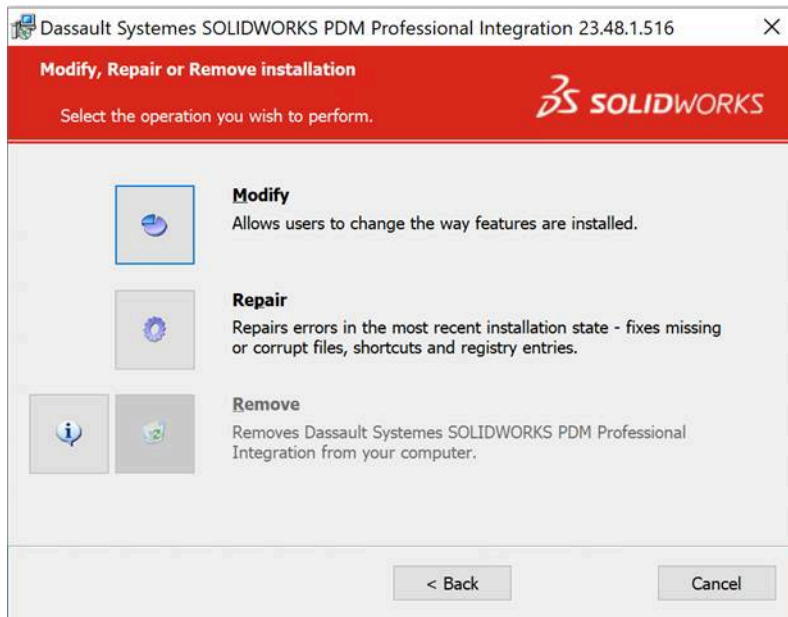 Dassault Systemes SOLIDWORKS PDM Professional Integration 23.48.1.516
Modify, Repair or Remove installation
Select the operation you wish to perform.
SOLIDWORKS
Modify
Allows users to change the way features are installed.
Repair
Repairs errors in the most recent installation state - fixes missing
or corrupt files, shortcuts and registry entries.
Remove
Removes Dassault Systemes SOLIDWORKS PDM Professional
Integration from your computer.
< Back
Cancel